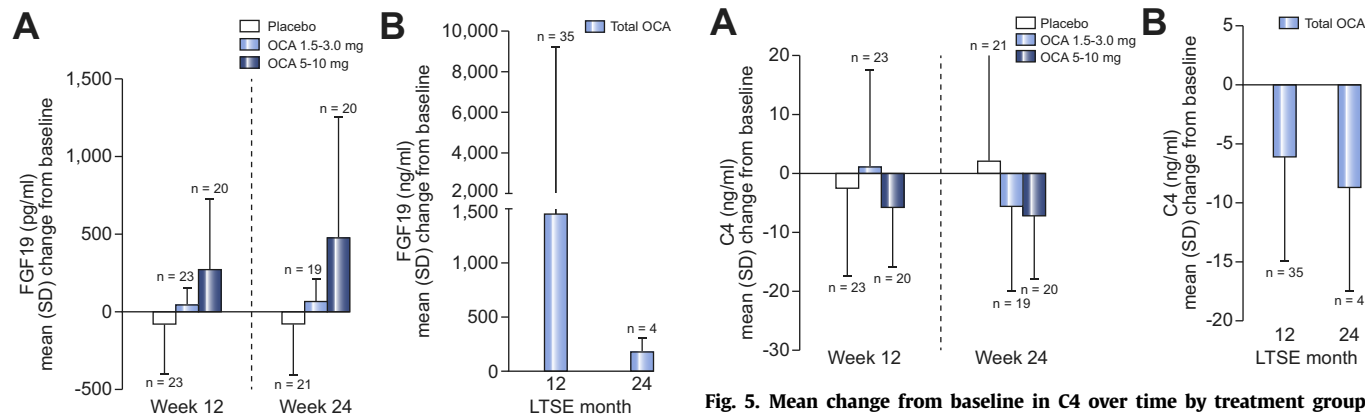 A
Placebo
OCA 1.5-3.0 mg
OCA 5-10 mg
FGF19 (pg/ml)
mean (SD) change from baseline
1,500
1,000
500
0
-500
n = 23
n = 23
n = 20
n = 21
n = 19
n = 20
Week 12
Week 24
B
Total OCA
FGF19 (ng/ml)
mean (SD) change from baseline
10,000
8,000
6,000
4,000
2,000
1,500
1,000
500
0
n = 35
n = 4
12
24
LTSE month
A
Placebo
OCA 1.5-3.0 mg
OCA 5-10 mg
C4 (ng/ml)
mean (SD) change from baseline
20
10
0
-10
-20
-30
n = 23
n = 23
n = 20
n = 21
n = 19
n = 20
Week 12
Week 24
B
Total OCA
C4 (ng/ml)
mean (SD) change from baseline
5
0
-5
-10
-15
-20
n = 35
n = 4
12
24
LTSE month
Fig. 5. Mean change from baseline in C4 over time by treatment group